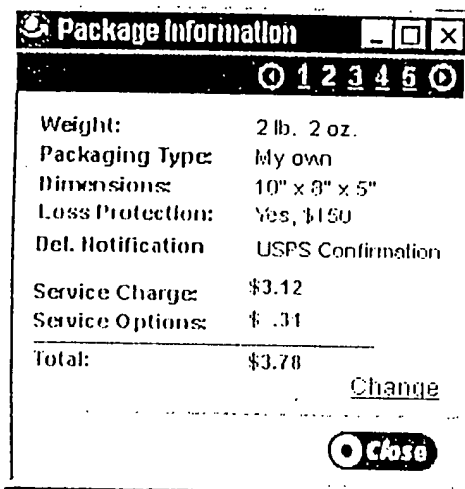 Package Information
1 2 3 4 5
Weight: 2 lb. 2 oz.
Packaging Type: My own
Dimensions: 10" x 8" x 5"
Loss Protection: Yes, $150
Del. Notification USPS Confirmation
Service Charge: $3.12
Service Options: $ .31
Total: $3.78
Change
Close